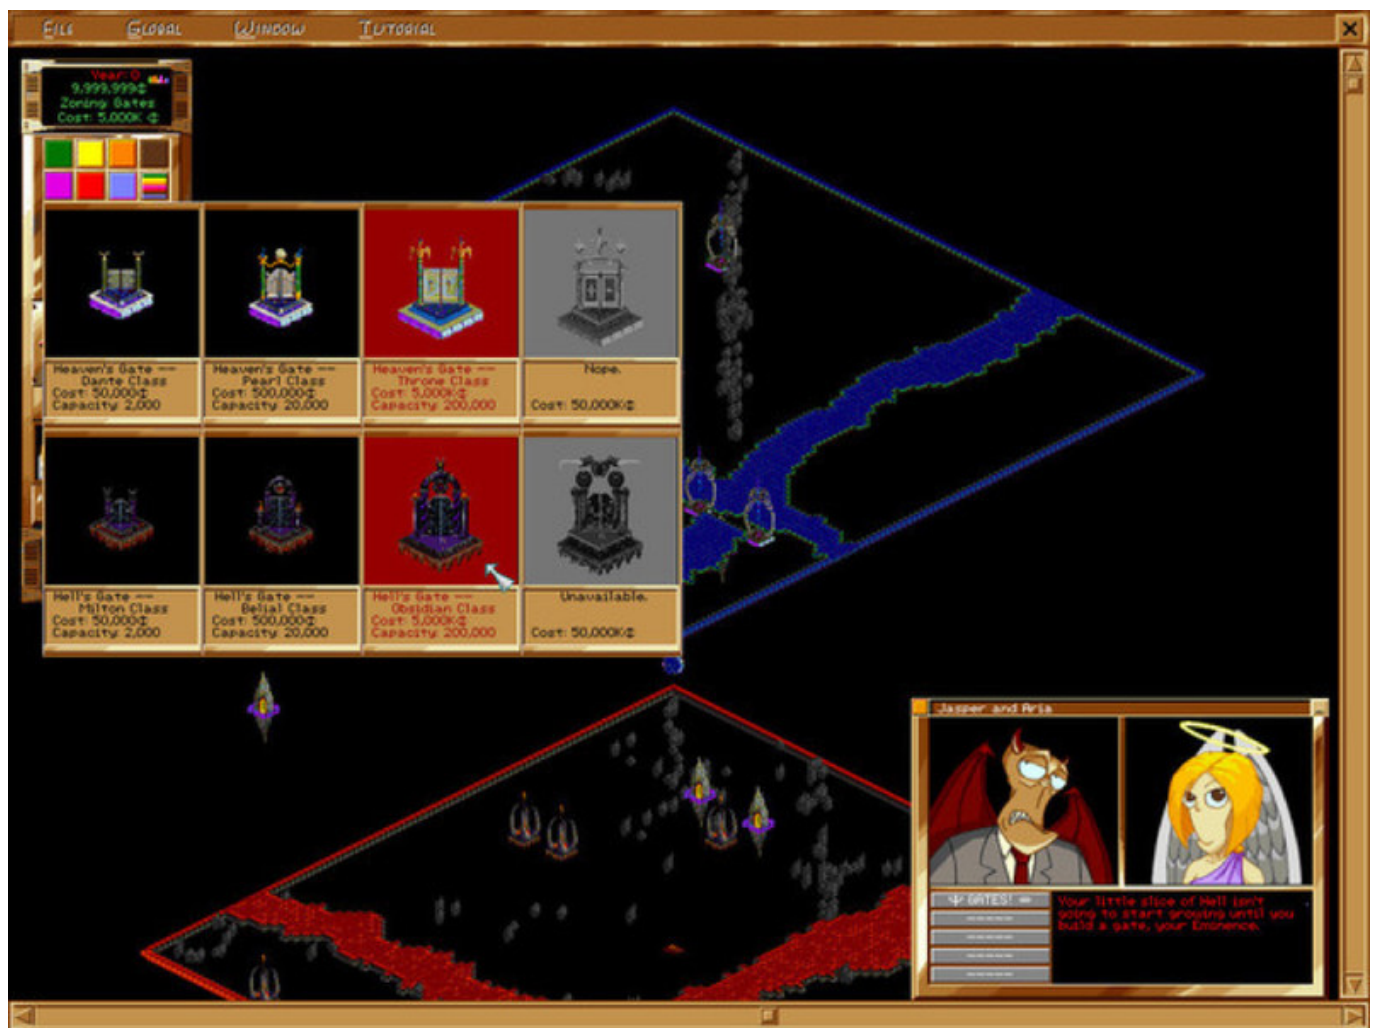 File Global Window Tutorial
Year: 0
9,999,999¢
Zoning: Gates
Cost: 5,000K ¢
Heaven's Gate --
Dante Class
Cost: 50,000¢
Capacity: 2,000
Heaven's Gate --
Pearl Class
Cost: 500,000¢
Capacity: 20,000
Heaven's Gate --
Throne Class
Cost: 5,000K¢
Capacity: 200,000
Nope.
Cost: 50,000K¢
Hell's Gate --
Milton Class
Cost: 50,000¢
Capacity: 2,000
Hell's Gate --
Belial Class
Cost: 500,000¢
Capacity: 20,000
Hell's Gate --
Obsidian Class
Cost: 5,000K¢
Capacity: 200,000
Unavailable.
Cost: 50,000K¢
Jasper and Aria
GATES!
Your little slice of Hell isn't
going to start growing until you
build a gate, your Eminence.